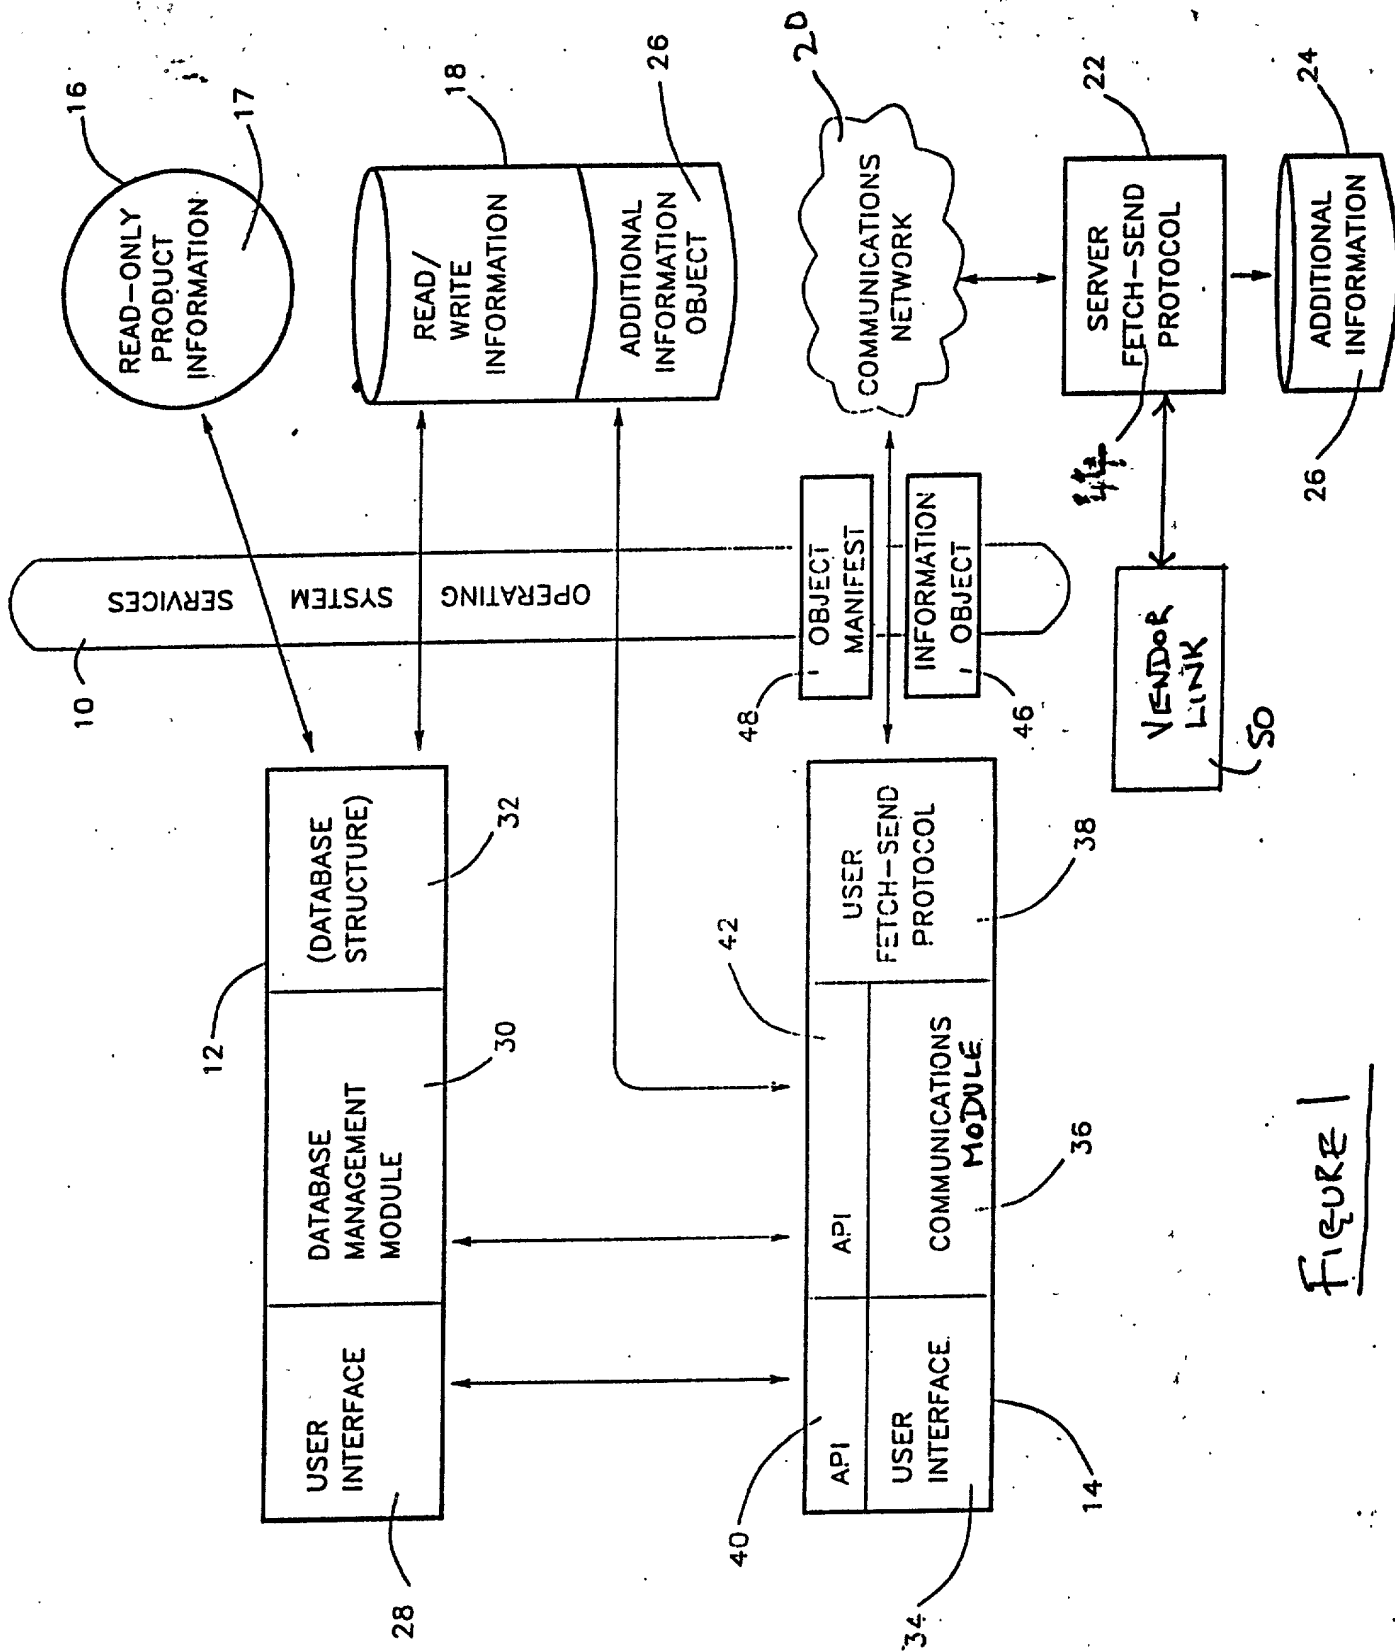 28
USER
INTERFACE
12
DATABASE
MANAGEMENT
MODULE
30
(DATABASE
STRUCTURE)
32
10
OPERATING SYSTEM SERVICES
16
READ-ONLY
PRODUCT
INFORMATION
17
READ/
WRITE
INFORMATION
18
ADDITIONAL
INFORMATION
OBJECT
26
40
API
API
42
USER
INTERFACE
34
14
COMMUNICATIONS
MODULE
36
USER
FETCH-SEND
PROTOCOL
38
48
OBJECT
MANIFEST
INFORMATION
OBJECT
46
COMMUNICATIONS
NETWORK
20
VENDOR
LINK
50
SERVER
FETCH-SEND
PROTOCOL
22
44
ADDITIONAL
INFORMATION
24
26
FIGURE 1